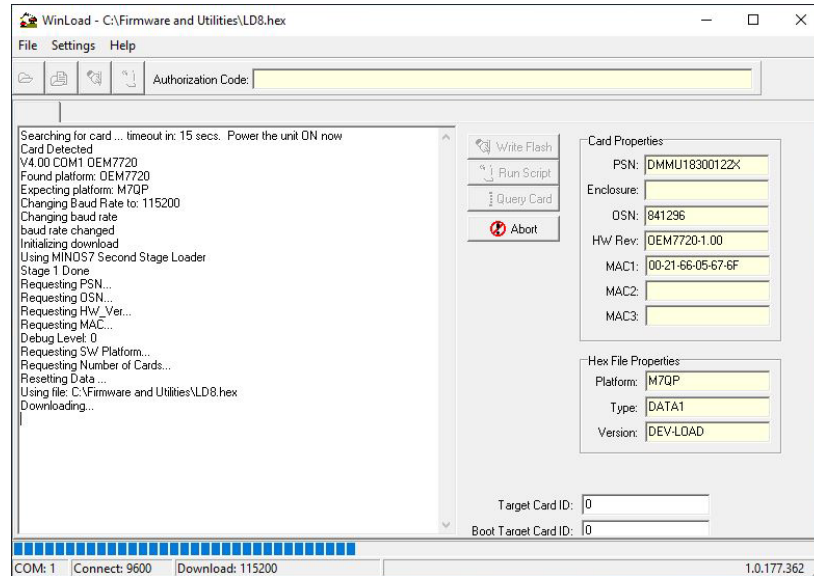 WinLoad - C:\Firmware and Utilities\LD8.hex
File Settings Help
Authorization Code:
Searching for card ... timeout in: 15 secs. Power the unit ON now
Card Detected
V4.00 COM1 OEM7720
Found platform: OEM7720
Expecting platform: M7QP
Changing Baud Rate to: 115200
Changing baud rate
baud rate changed
Initializing download
Using MINOS7 Second Stage Loader
Stage 1 Done
Requesting PSN...
Requesting OSN...
Requesting HW_Ver...
Requesting MAC...
Debug Level: 0
Requesting SW Platform...
Requesting Number of Cards...
Resetting Data ...
Using file: C:\Firmware and Utilities\LD8.hex
Downloading...
Write Flash
Run Script
Query Card
Abort
Card Properties
PSN: DMMU18300122X
Enclosure:
OSN: 841296
HW Rev: OEM7720-1.00
MAC1: 00-21-66-05-67-6F
MAC2:
MAC3:
Hex File Properties
Platform: M7QP
Type: DATA1
Version: DEV-LOAD
Target Card ID: 0
Boot Target Card ID: 0
COM: 1 Connect: 9600 Download: 115200 1.0.177.362